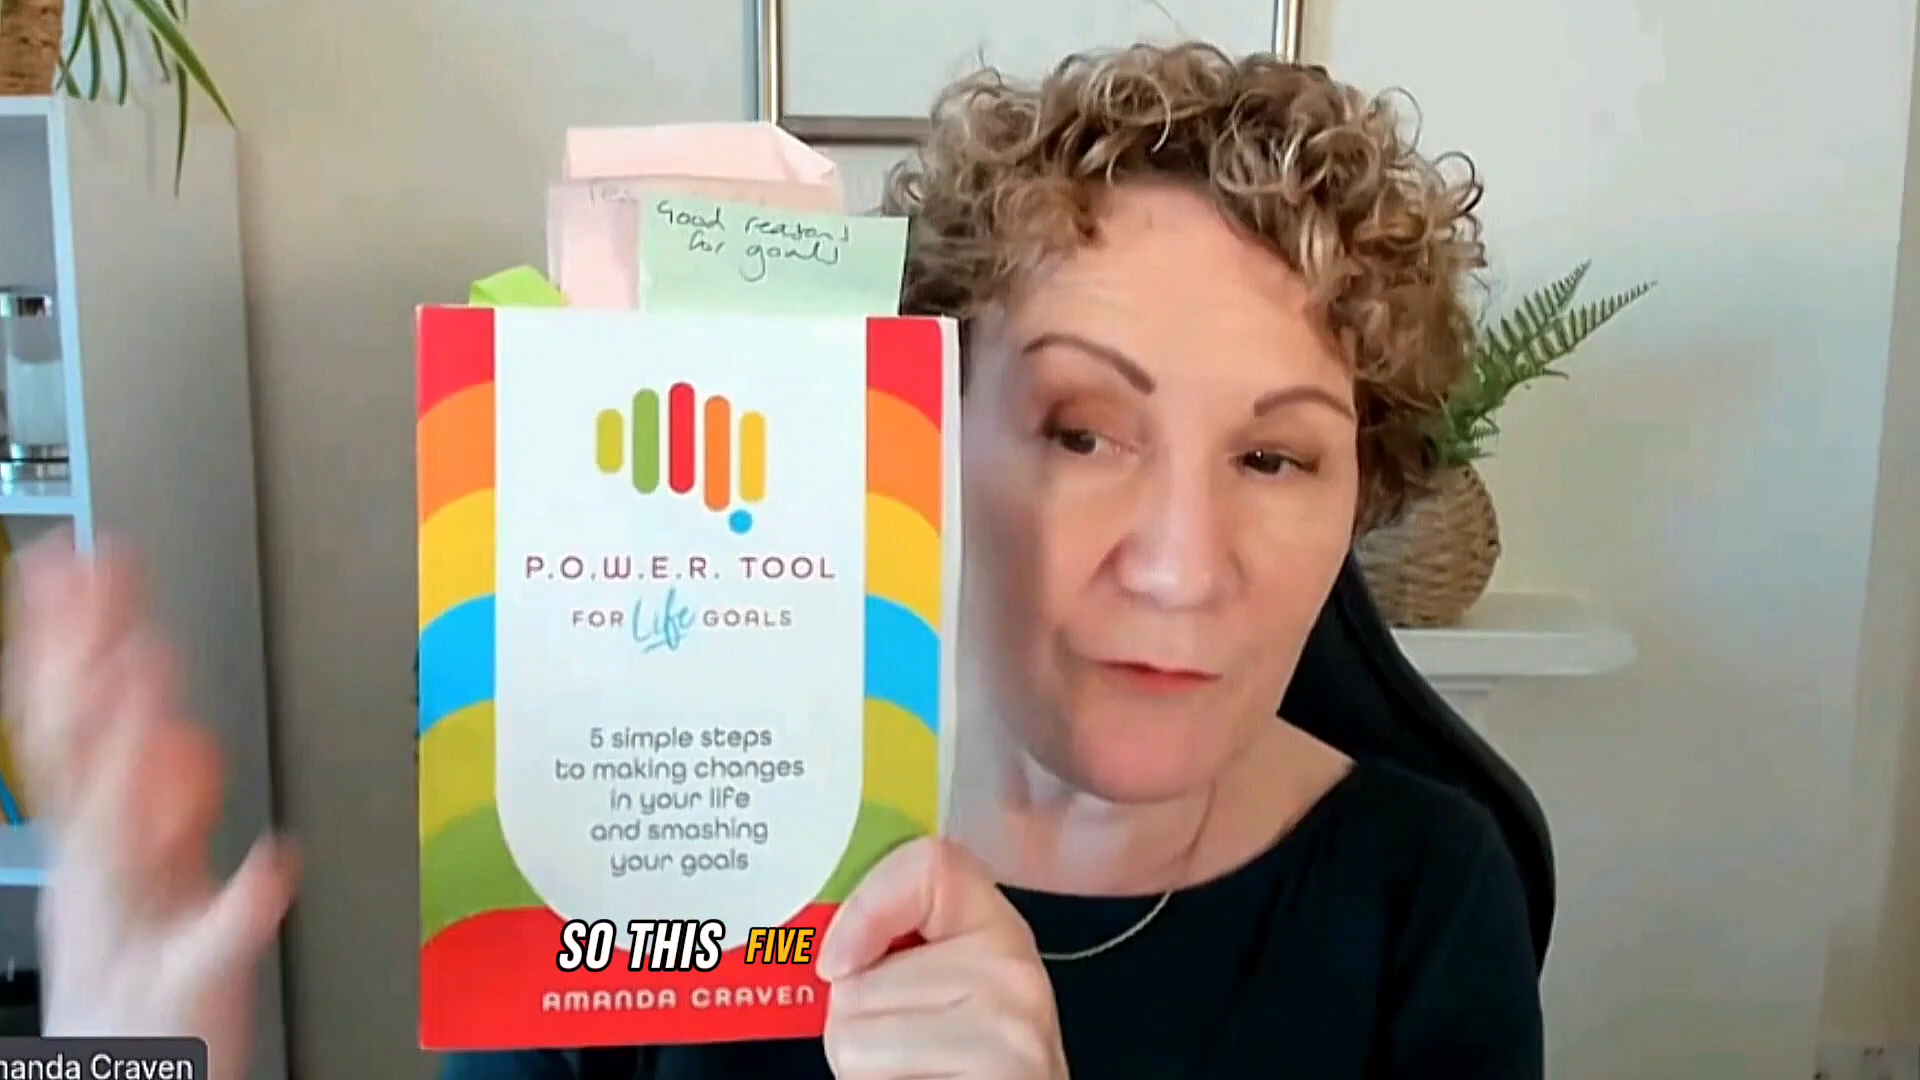 Good reasons
for goals
P.O.W.E.R. TOOL
FOR Life GOALS
5 simple steps
to making changes
in your life
and smashing
your goals
SO THIS FIVE
AMANDA CRAVEN
manda Craven